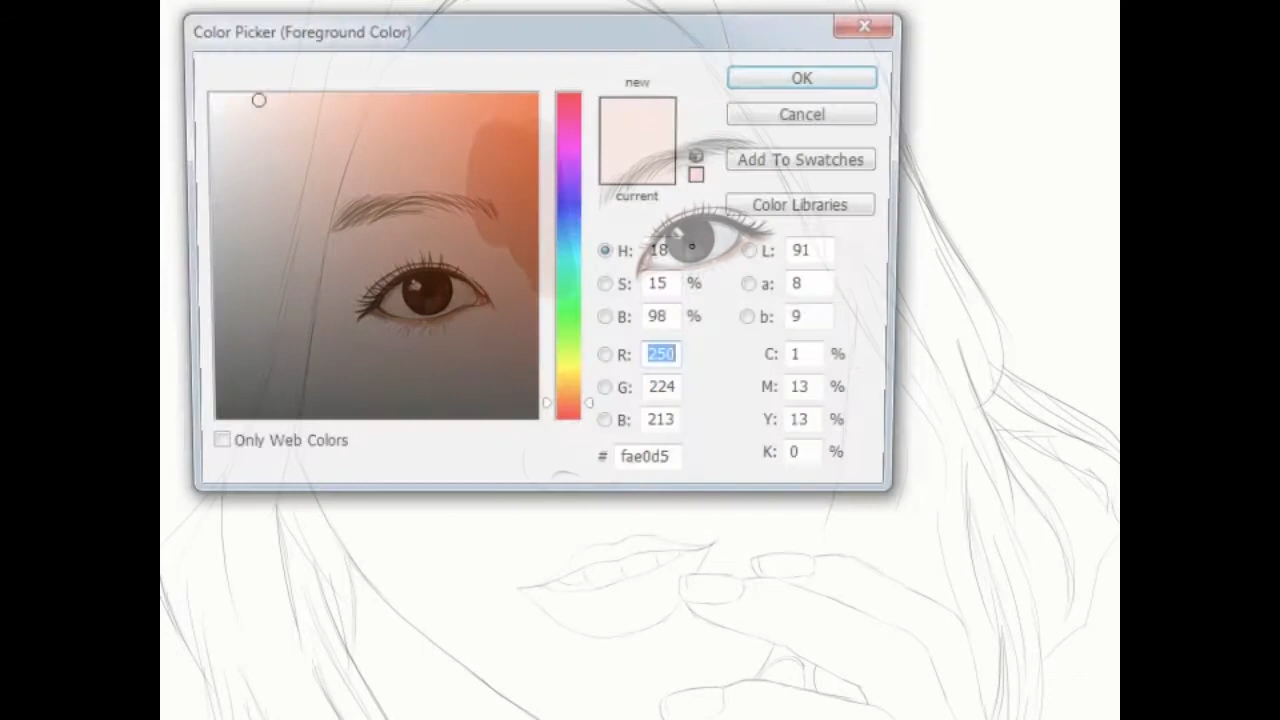 Color Picker (Foreground Color)
new
current
OK
Cancel
Add To Swatches
Color Libraries
H: 18 °
S: 15 %
B: 98 %
R: 250
G: 224
B: 213
# fae0d5
L: 91
a: 8
b: 9
C: 1 %
M: 13 %
Y: 13 %
K: 0 %
Only Web Colors